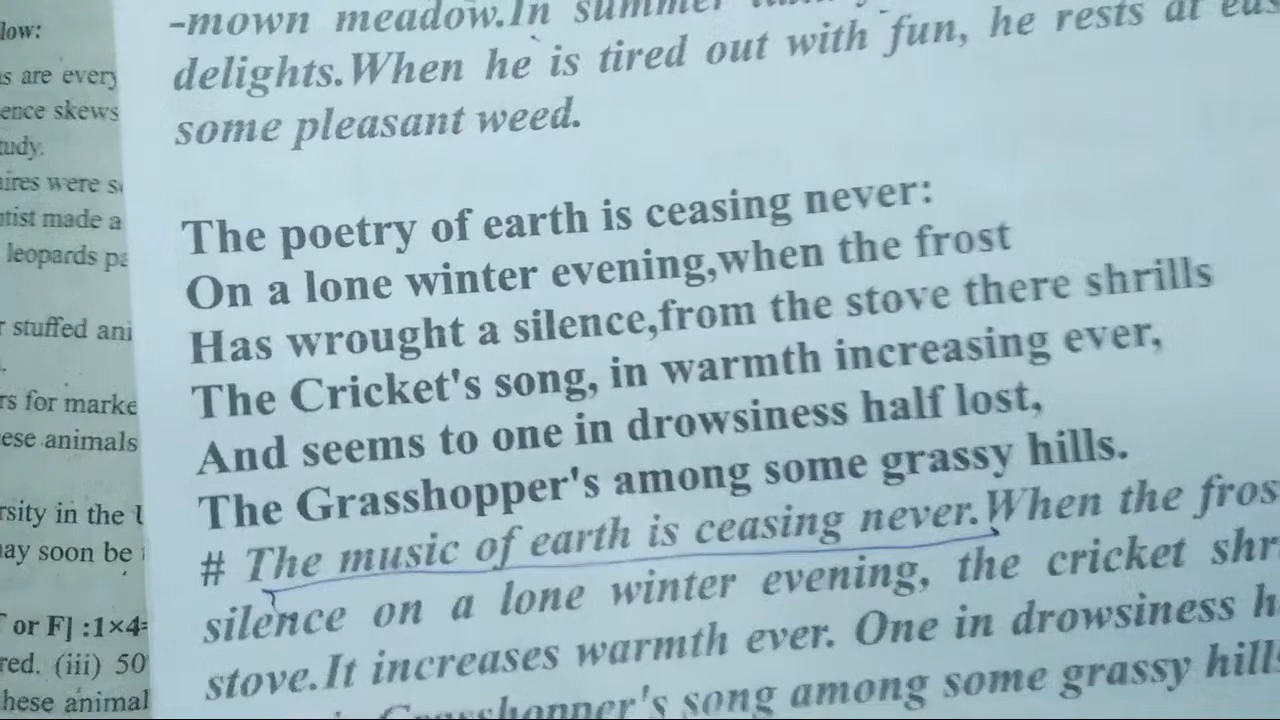 low:
s are every
ence skews
tudy.
aires were s
ntist made a
leopards pa
r stuffed ani
rs for marke
ese animals
rsity in the U
ay soon be
or F] :1×4=
red. (iii) 50
hese animal
-mown meadow.In summer
delights.When he is tired out with fun, he rests at eas
some pleasant weed.
The poetry of earth is ceasing never:
On a lone winter evening,when the frost
Has wrought a silence,from the stove there shrills
The Cricket's song, in warmth increasing ever,
And seems to one in drowsiness half lost,
The Grasshopper's among some grassy hills.
# The music of earth is ceasing never.When the fros
silence on a lone winter evening, the cricket shr
stove.It increases warmth ever. One in drowsiness h
Grasshopper's song among some grassy hill